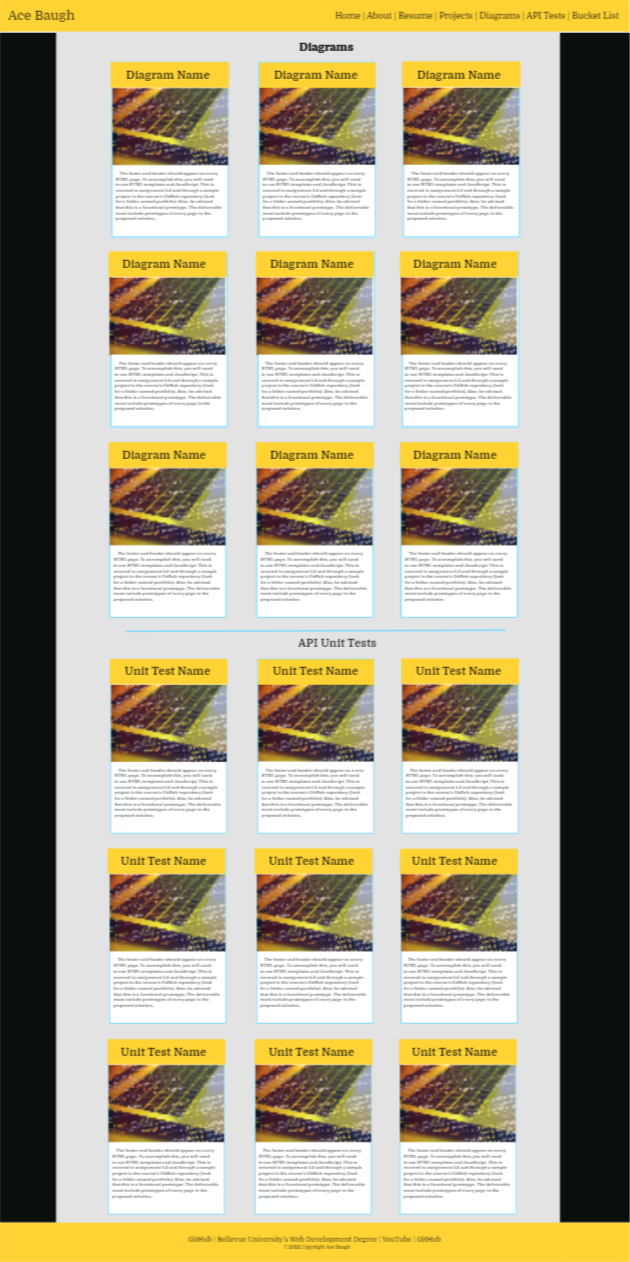 Ace Baugh
Home | About | Resume | Projects | Diagrams | API Tests | Bucket List
Diagrams
Diagram Name
The footer and header should appear on every
HTML page. To accomplish this, you will need
to use HTML templates and JavaScript. This is
covered in assignment and through a sample
project in the course's GitHub repository (look
for a folder named portfolio). Also, be advised
that this is a functional prototype. The deliverable
must include prototypes of every page in the
proposed solution.
Diagram Name
The footer and header should appear on every
HTML page. To accomplish this, you will need
to use HTML templates and JavaScript. This is
covered in assignment and through a sample
project in the course's GitHub repository (look
for a folder named portfolio). Also, be advised
that this is a functional prototype. The deliverable
must include prototypes of every page in the
proposed solution.
Diagram Name
The footer and header should appear on every
HTML page. To accomplish this, you will need
to use HTML templates and JavaScript. This is
covered in assignment and through a sample
project in the course's GitHub repository (look
for a folder named portfolio). Also, be advised
that this is a functional prototype. The deliverable
must include prototypes of every page in the
proposed solution.
Diagram Name
The footer and header should appear on every
HTML page. To accomplish this, you will need
to use HTML templates and JavaScript. This is
covered in assignment and through a sample
project in the course's GitHub repository (look
for a folder named portfolio). Also, be advised
that this is a functional prototype. The deliverable
must include prototypes of every page in the
proposed solution.
Diagram Name
The footer and header should appear on every
HTML page. To accomplish this, you will need
to use HTML templates and JavaScript. This is
covered in assignment and through a sample
project in the course's GitHub repository (look
for a folder named portfolio). Also, be advised
that this is a functional prototype. The deliverable
must include prototypes of every page in the
proposed solution.
Diagram Name
The footer and header should appear on every
HTML page. To accomplish this, you will need
to use HTML templates and JavaScript. This is
covered in assignment and through a sample
project in the course's GitHub repository (look
for a folder named portfolio). Also, be advised
that this is a functional prototype. The deliverable
must include prototypes of every page in the
proposed solution.
Diagram Name
The footer and header should appear on every
HTML page. To accomplish this, you will need
to use HTML templates and JavaScript. This is
covered in assignment and through a sample
project in the course's GitHub repository (look
for a folder named portfolio). Also, be advised
that this is a functional prototype. The deliverable
must include prototypes of every page in the
proposed solution.
Diagram Name
The footer and header should appear on every
HTML page. To accomplish this, you will need
to use HTML templates and JavaScript. This is
covered in assignment and through a sample
project in the course's GitHub repository (look
for a folder named portfolio). Also, be advised
that this is a functional prototype. The deliverable
must include prototypes of every page in the
proposed solution.
Diagram Name
The footer and header should appear on every
HTML page. To accomplish this, you will need
to use HTML templates and JavaScript. This is
covered in assignment and through a sample
project in the course's GitHub repository (look
for a folder named portfolio). Also, be advised
that this is a functional prototype. The deliverable
must include prototypes of every page in the
proposed solution.
API Unit Tests
Unit Test Name
The footer and header should appear on every
HTML page. To accomplish this, you will need
to use HTML templates and JavaScript. This is
covered in assignment and through a sample
project in the course's GitHub repository (look
for a folder named portfolio). Also, be advised
that this is a functional prototype. The deliverable
must include prototypes of every page in the
proposed solution.
Unit Test Name
The footer and header should appear on every
HTML page. To accomplish this, you will need
to use HTML templates and JavaScript. This is
covered in assignment and through a sample
project in the course's GitHub repository (look
for a folder named portfolio). Also, be advised
that this is a functional prototype. The deliverable
must include prototypes of every page in the
proposed solution.
Unit Test Name
The footer and header should appear on every
HTML page. To accomplish this, you will need
to use HTML templates and JavaScript. This is
covered in assignment and through a sample
project in the course's GitHub repository (look
for a folder named portfolio). Also, be advised
that this is a functional prototype. The deliverable
must include prototypes of every page in the
proposed solution.
Unit Test Name
The footer and header should appear on every
HTML page. To accomplish this, you will need
to use HTML templates and JavaScript. This is
covered in assignment and through a sample
project in the course's GitHub repository (look
for a folder named portfolio). Also, be advised
that this is a functional prototype. The deliverable
must include prototypes of every page in the
proposed solution.
Unit Test Name
The footer and header should appear on every
HTML page. To accomplish this, you will need
to use HTML templates and JavaScript. This is
covered in assignment and through a sample
project in the course's GitHub repository (look
for a folder named portfolio). Also, be advised
that this is a functional prototype. The deliverable
must include prototypes of every page in the
proposed solution.
Unit Test Name
The footer and header should appear on every
HTML page. To accomplish this, you will need
to use HTML templates and JavaScript. This is
covered in assignment and through a sample
project in the course's GitHub repository (look
for a folder named portfolio). Also, be advised
that this is a functional prototype. The deliverable
must include prototypes of every page in the
proposed solution.
Unit Test Name
The footer and header should appear on every
HTML page. To accomplish this, you will need
to use HTML templates and JavaScript. This is
covered in assignment and through a sample
project in the course's GitHub repository (look
for a folder named portfolio). Also, be advised
that this is a functional prototype. The deliverable
must include prototypes of every page in the
proposed solution.
Unit Test Name
The footer and header should appear on every
HTML page. To accomplish this, you will need
to use HTML templates and JavaScript. This is
covered in assignment and through a sample
project in the course's GitHub repository (look
for a folder named portfolio). Also, be advised
that this is a functional prototype. The deliverable
must include prototypes of every page in the
proposed solution.
Unit Test Name
The footer and header should appear on every
HTML page. To accomplish this, you will need
to use HTML templates and JavaScript. This is
covered in assignment and through a sample
project in the course's GitHub repository (look
for a folder named portfolio). Also, be advised
that this is a functional prototype. The deliverable
must include prototypes of every page in the
proposed solution.
GitHub | Bellevue University's Web Development Degree | YouTube | GitHub
Copyright Ace Baugh